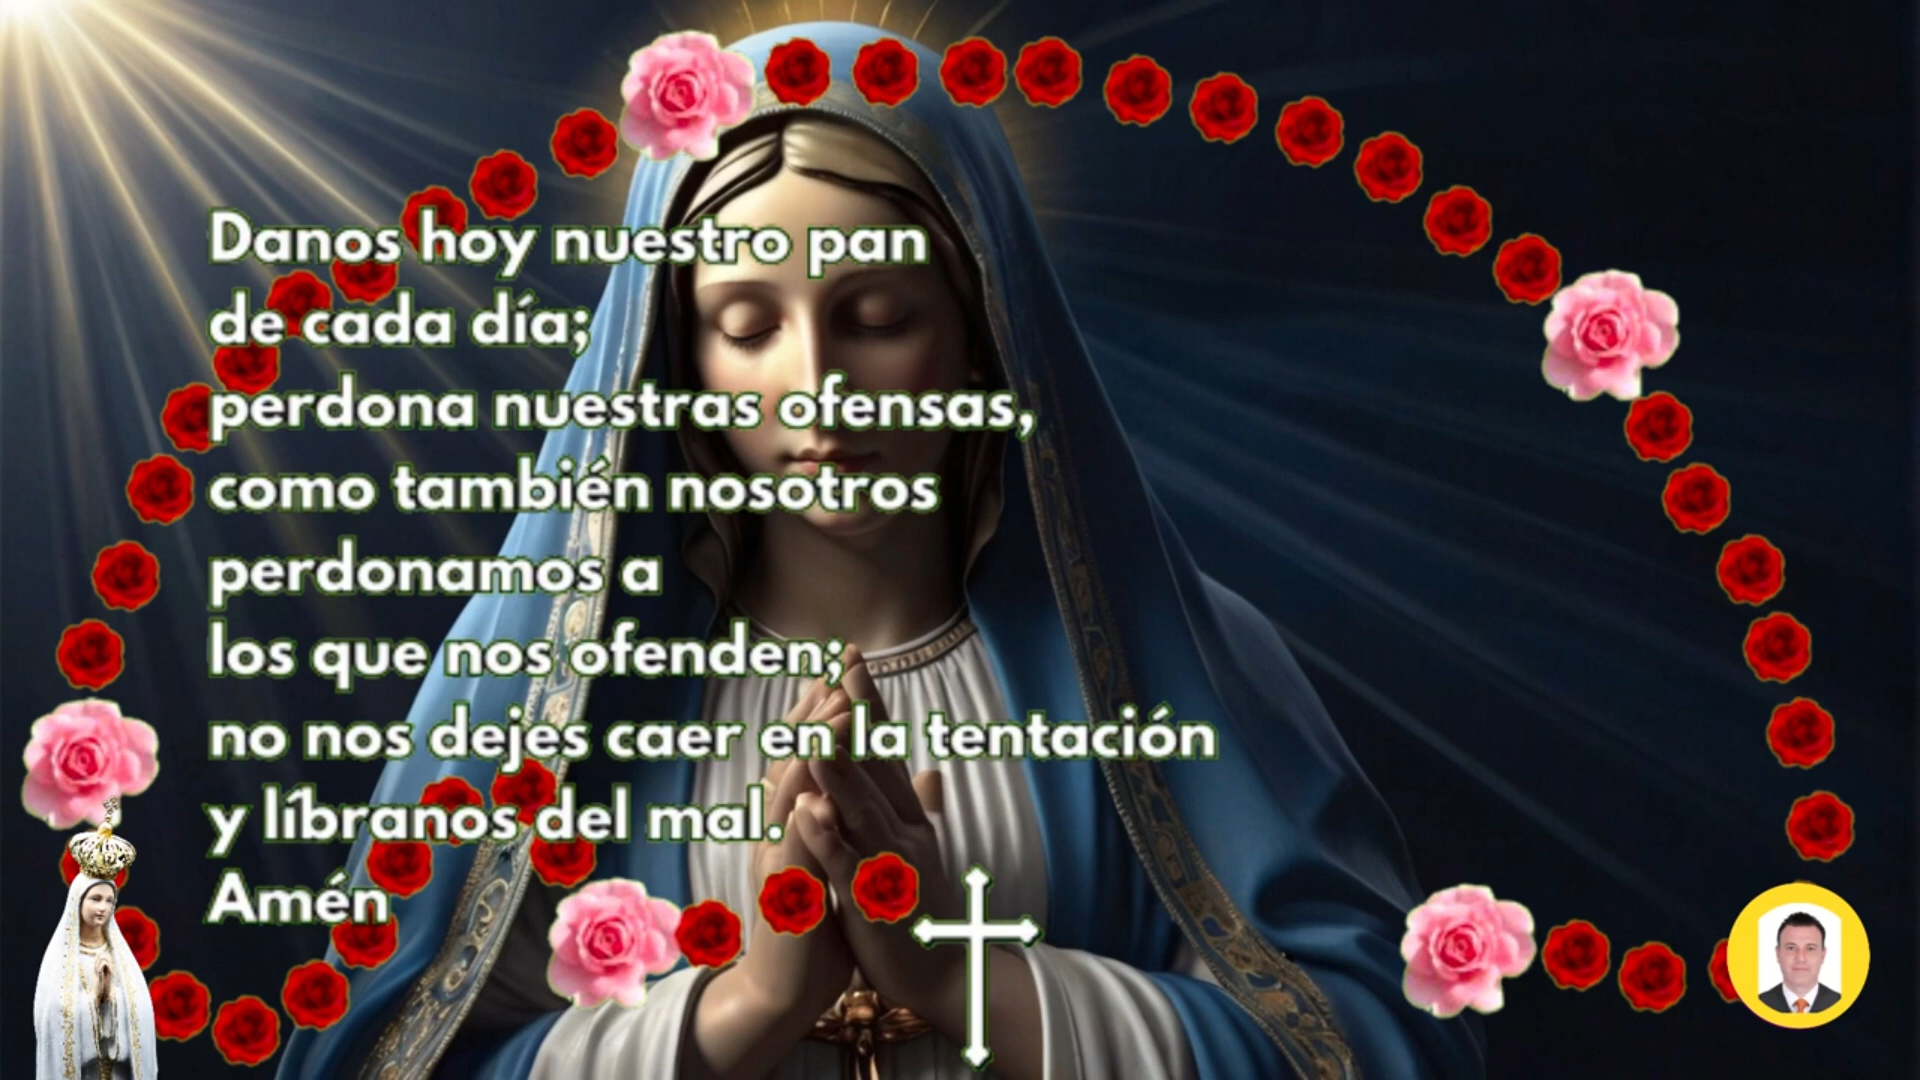 Danos hoy nuestro pan
de cada día;
perdona nuestras ofensas,
como también nosotros
perdonamos a
los que nos ofenden;
no nos dejes caer en la tentación
y líbranos del mal.
Amén